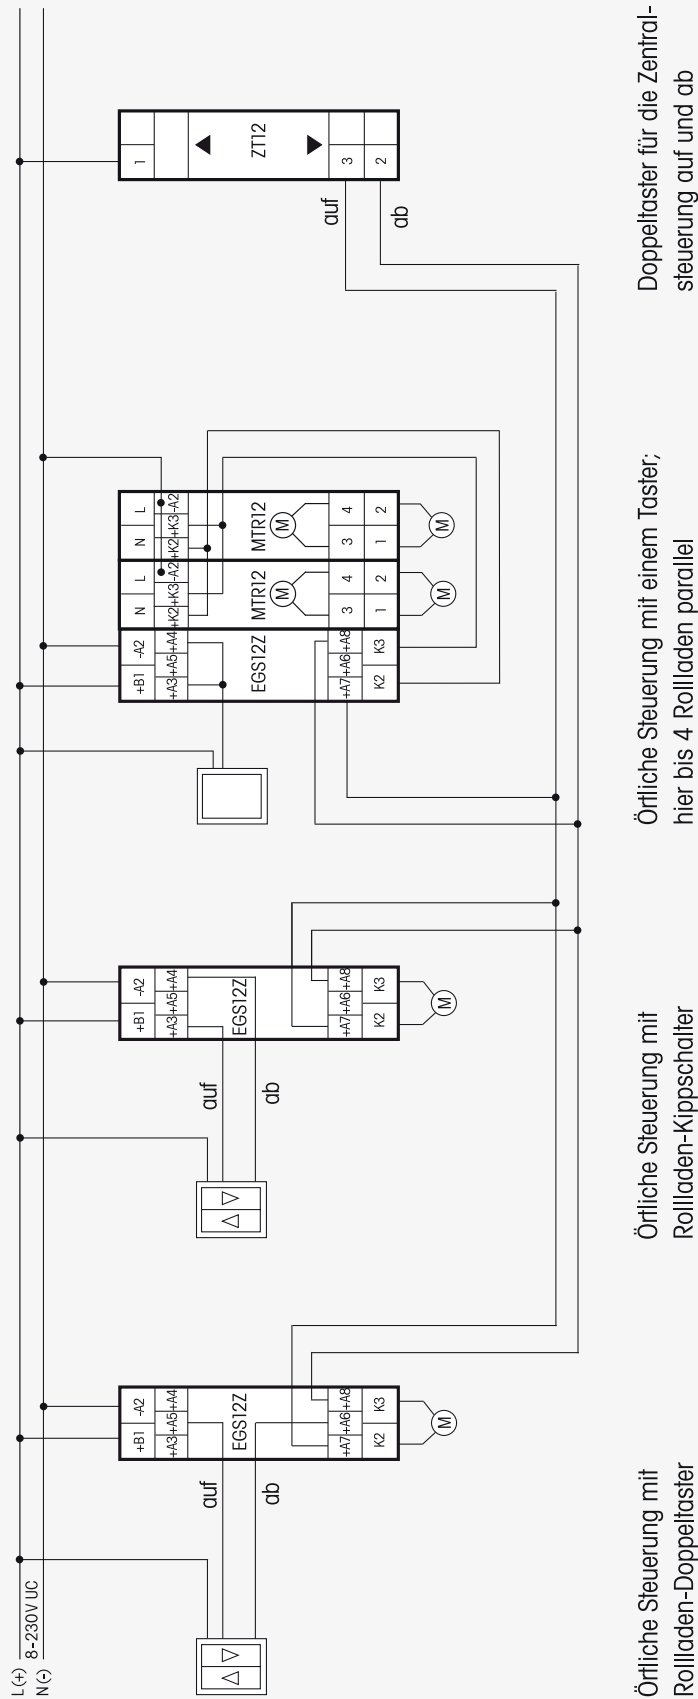 L(+)
8-230V UC
N(-)
+B1 -A2
+A3 +A5 +A4
EGS12Z
+A7 +A6 +A8
K2 K3
M
auf
ab
Örtliche Steuerung mit
Rollladen-Doppeltaster
+B1 -A2
+A3 +A5 +A4
EGS12Z
+A7 +A6 +A8
K2 K3
M
auf
ab
Örtliche Steuerung mit
Rollladen-Kippschalter
+B1 -A2
+A3 +A5 +A4
EGS12Z
+A7 +A6 +A8
K2 K3
N L
+K2 +K3 -A2
MTR12
M
3 4
1 2
M
N L
+K2 +K3 -A2
MTR12
M
3 4
1 2
M
Örtliche Steuerung mit einem Taster;
hier bis 4 Rollladen parallel
1
ZT12
3
2
auf
ab
Doppeltaster für die Zentral-
steuerung auf und ab